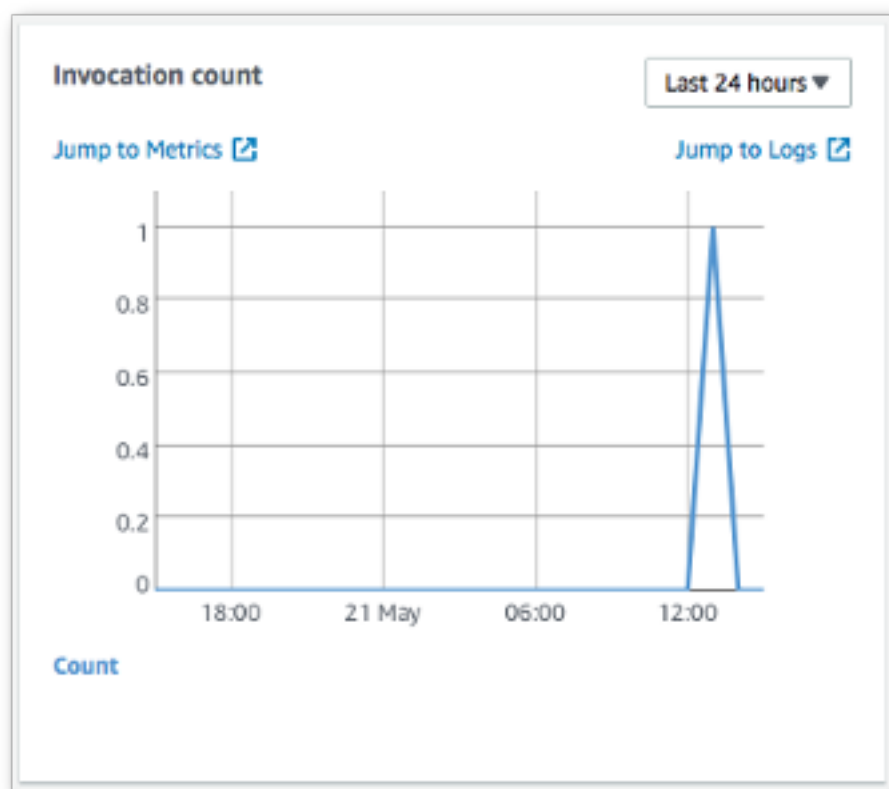 Invocation count
Last 24 hours
Jump to Metrics
Jump to Logs
1
0.8
0.6
0.4
0.2
0
18:00 21 May 06:00 12:00
Count